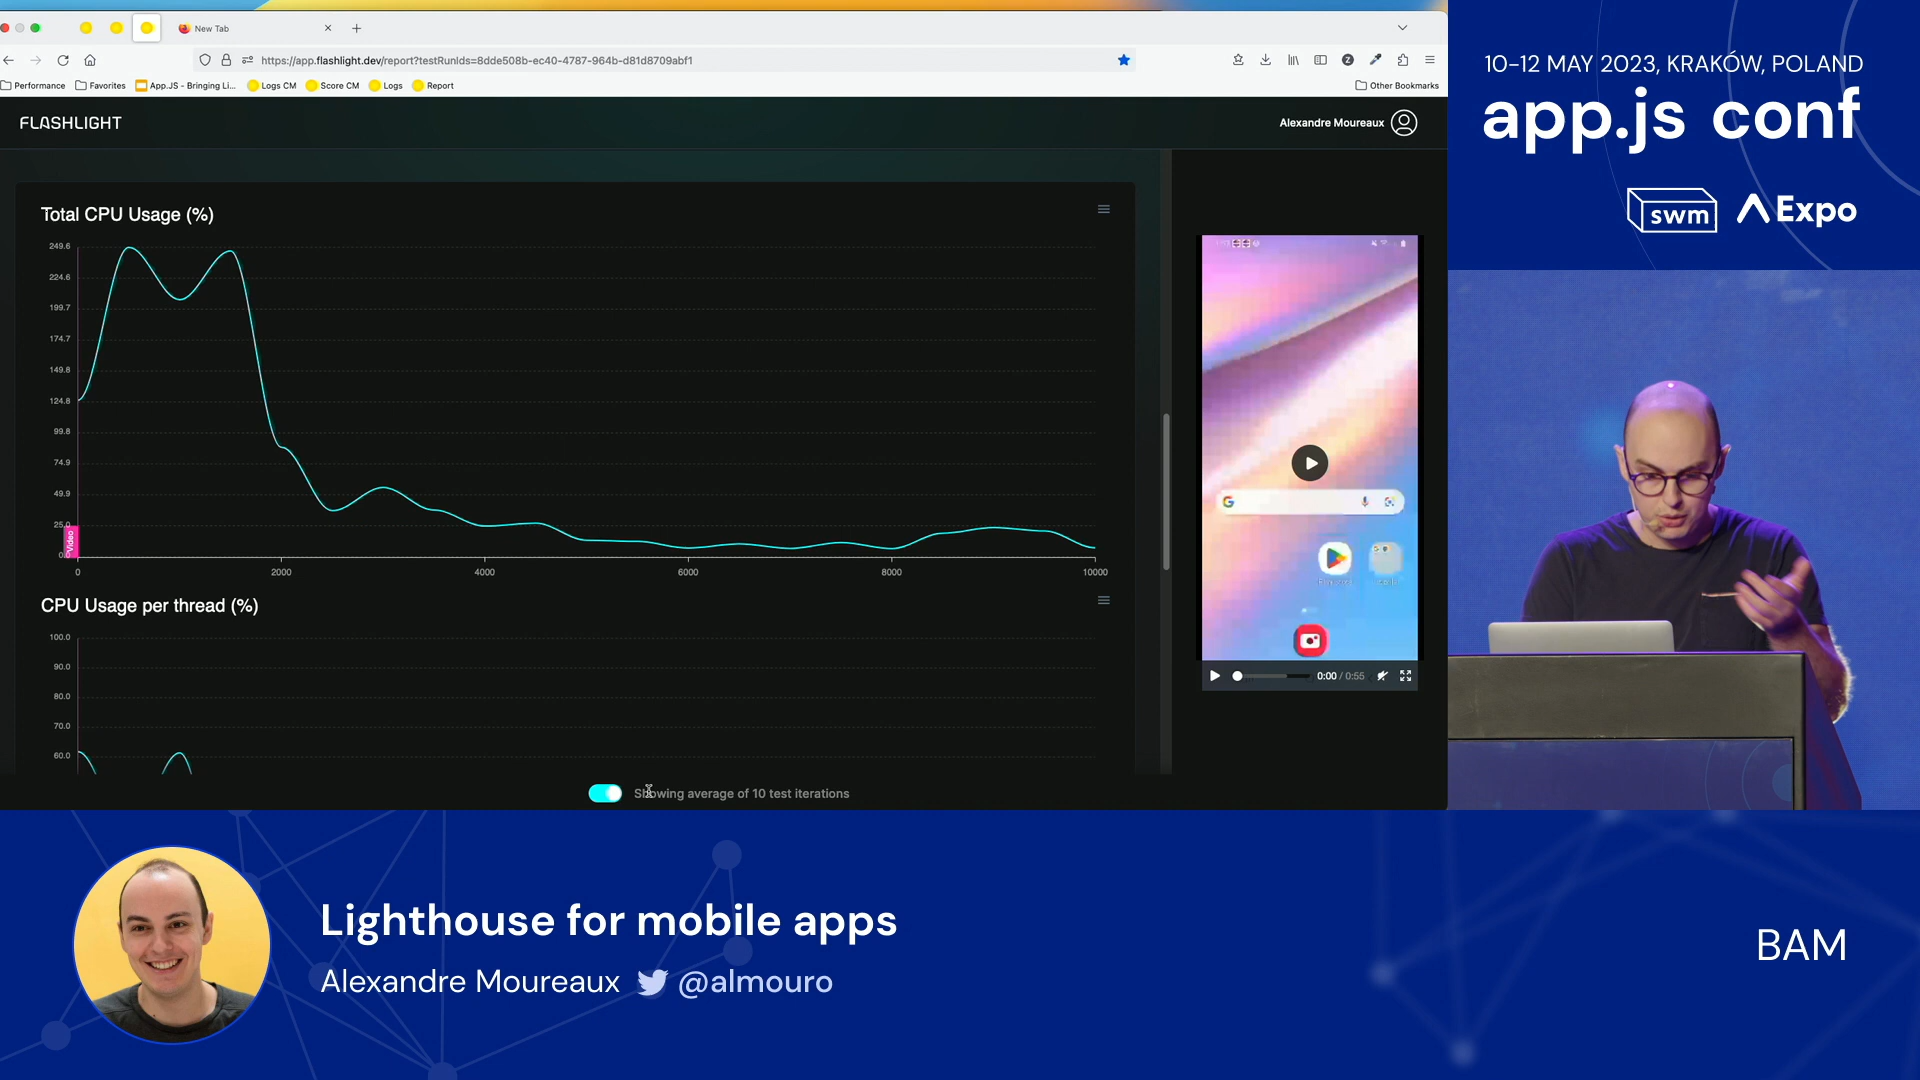 New Tab
https://app.flashlight.dev/report?testRunIds=8dde508b-ec40-4787-964b-d81d8709abf1
Performance
Favorites
App.JS - Bringing Li...
Logs CM
Score CM
Logs
Report
Other Bookmarks
FLASHLIGHT
Alexandre Moureaux
Total CPU Usage (%)
249.6
224.6
199.7
174.7
149.8
124.8
99.8
74.9
49.9
25.0
Video
0
2000
4000
6000
8000
10000
CPU Usage per thread (%)
100.0
90.0
80.0
70.0
60.0
0:00 / 0:55
Showing average of 10 test iterations
10-12 MAY 2023, KRAKÓW, POLAND
app.js conf
swm
Expo
Lighthouse for mobile apps
Alexandre Moureaux @almouro
BAM